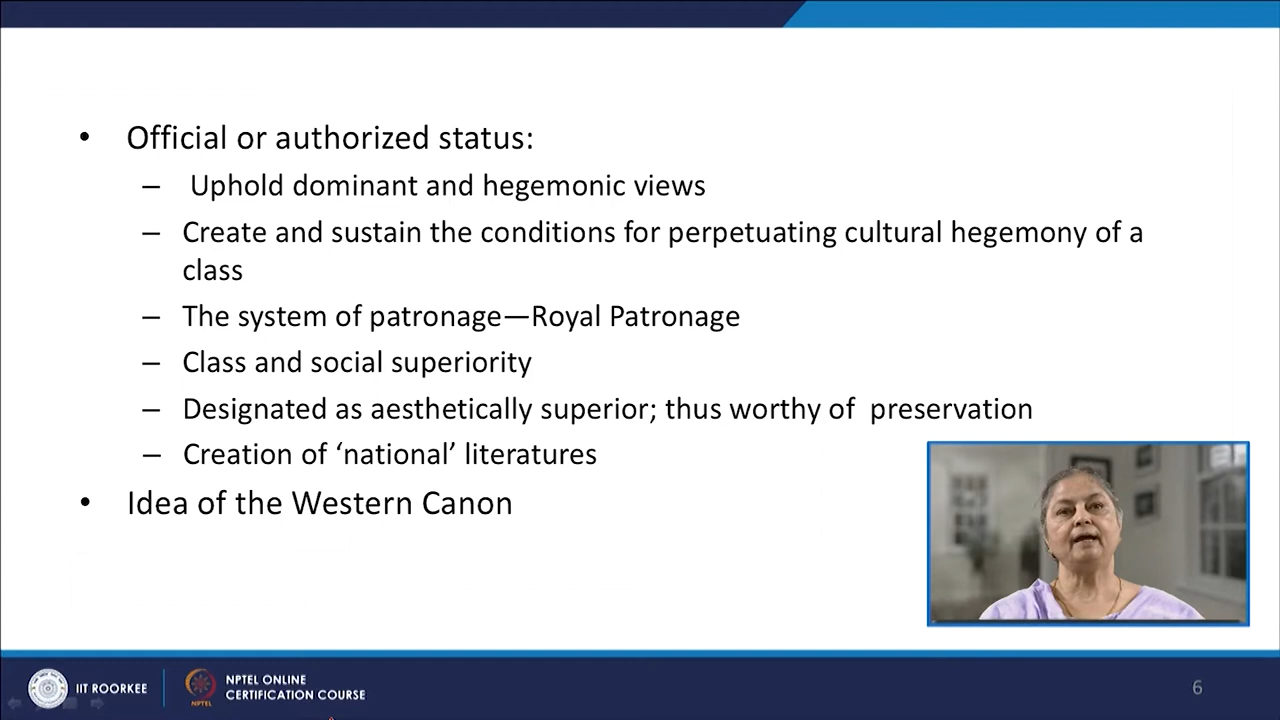 • Official or authorized status:
– Uphold dominant and hegemonic views
– Create and sustain the conditions for perpetuating cultural hegemony of a
class
– The system of patronage—Royal Patronage
– Class and social superiority
– Designated as aesthetically superior; thus worthy of preservation
– Creation of ‘national’ literatures
• Idea of the Western Canon
IIT ROORKEE
NPTEL
NPTEL ONLINE
CERTIFICATION COURSE
6